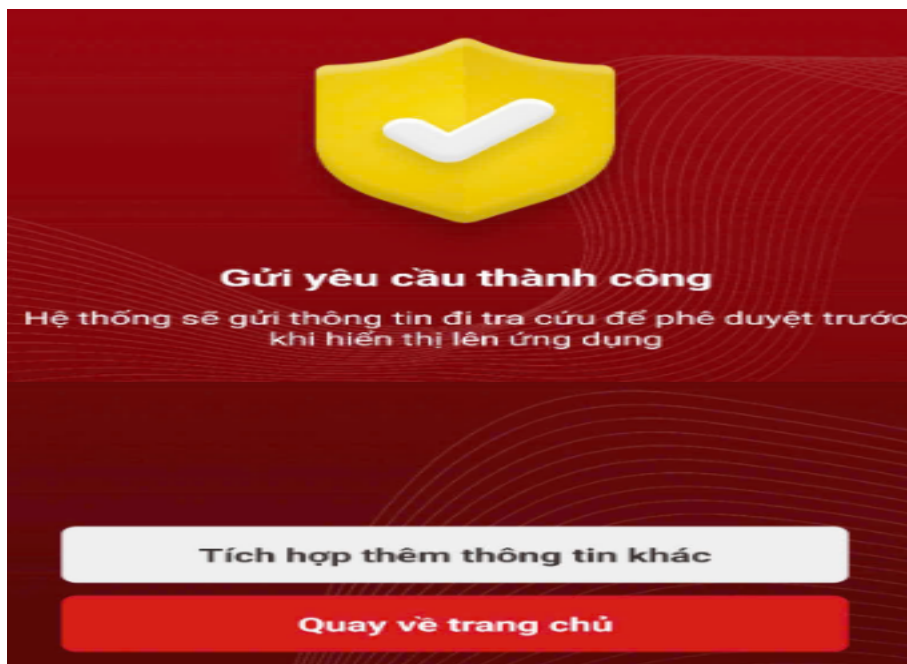 Gửi yêu cầu thành công
Hệ thống sẽ gửi thông tin đi tra cứu để phê duyệt trước
khi hiển thị lên ứng dụng
Tích hợp thêm thông tin khác
Quay về trang chủ